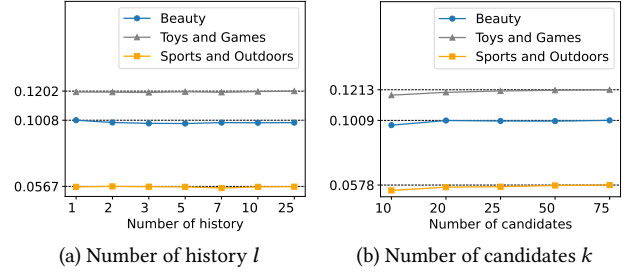 Beauty
Toys and Games
Sports and Outdoors
0.1202
0.1008
0.0567
1 2 3 5 7 10 25
Number of history
(a) Number of history l
Beauty
Toys and Games
Sports and Outdoors
0.1213
0.1009
0.0578
10 20 25 50 75
Number of candidates
(b) Number of candidates k